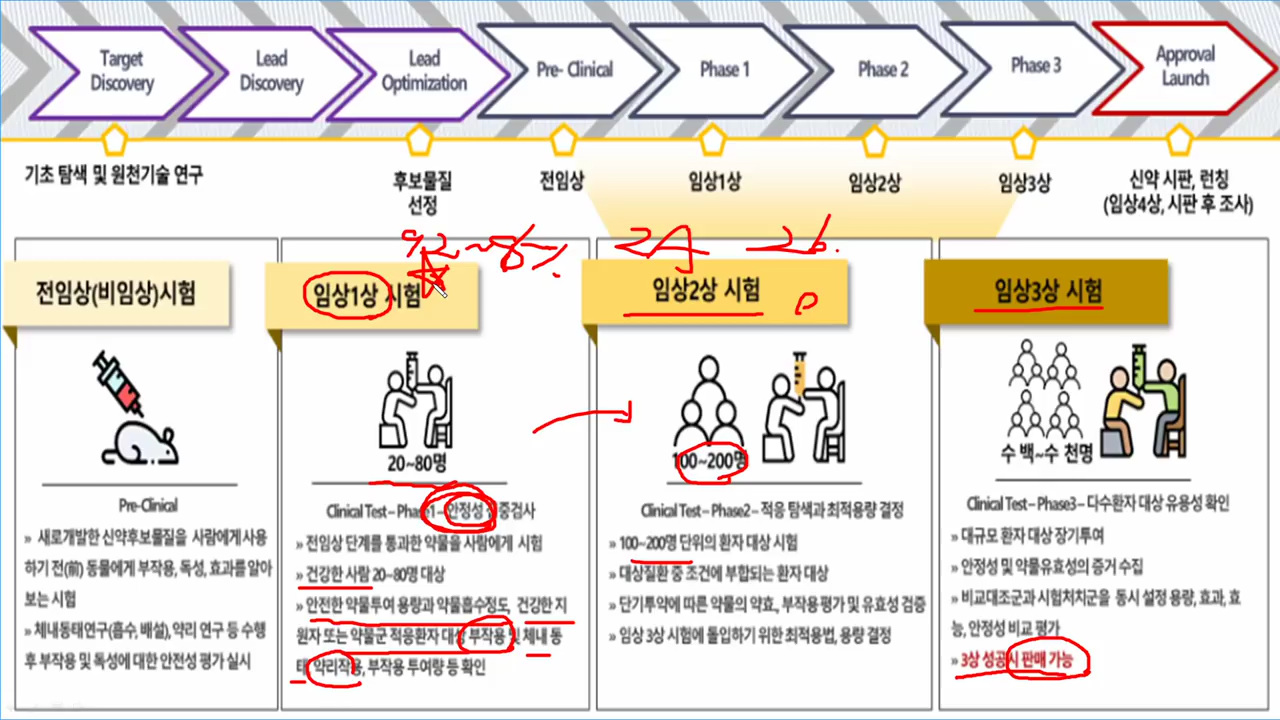 Target
Discovery
Lead
Discovery
Lead
Optimization
Pre- Clinical
Phase 1
Phase 2
Phase 3
Approval
Launch
기초 탐색 및 원천기술 연구
후보물질
선정
전임상
임상1상
임상2상
임상3상
신약 시판, 런칭
(임상4상, 시판 후 조사)
전임상(비임상)시험
Pre-Clinical
» 새로개발한 신약후보물질을 사람에게 사용
하기 전(前) 동물에게 부작용, 독성, 효과를 알아
보는 시험
» 체내동태연구(흡수, 배설), 약리 연구 등 수행
후 부작용 및 독성에 대한 안전성 평가 실시
임상1상 시험
20~80명
Clinical Test – Phase1 – 안정성 검사
» 전임상 단계를 통과한 약물을 사람에게 시험
» 건강한 사람 20~80명 대상
» 안전한 약물투여 용량과 약물흡수정도, 건강한 지
원자 또는 약물군 적응환자 대상 부작용 및 체내 동
태, 약리작용, 부작용 투여량 등 확인
임상2상 시험
100~200명
Clinical Test – Phase2 – 적응 탐색과 최적용량 결정
» 100~200명 단위의 환자 대상 시험
» 대상질환 중 조건에 부합되는 환자 대상
» 단기투약에 따른 약물의 약효, 부작용평가 및 유효성 검증
» 임상 3상 시험에 돌입하기 위한 최적용법, 용량 결정
임상3상 시험
수 백~수 천명
Clinical Test – Phase3 – 다수환자 대상 유용성 확인
» 대규모 환자 대상 장기투여
» 안정성 및 약물유효성의 증거 수집
» 비교대조군과 시험처치군을 동시 설정 용량, 효과, 효
능, 안정성 비교 평가
» 3상 성공시 판매 가능